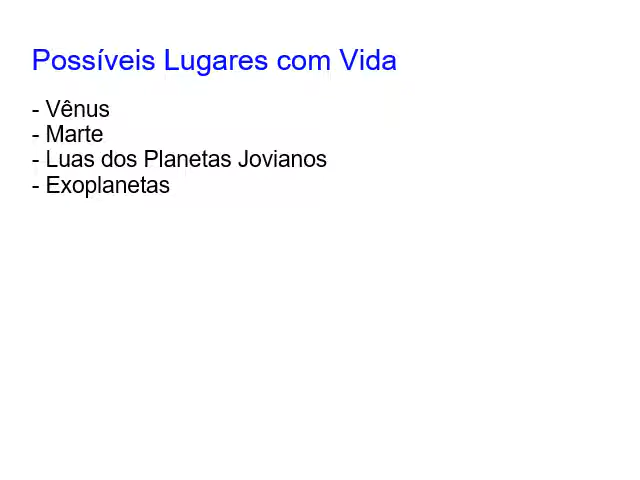 Possíveis Lugares com Vida
- Vênus
- Marte
- Luas dos Planetas Jovianos
- Exoplanetas